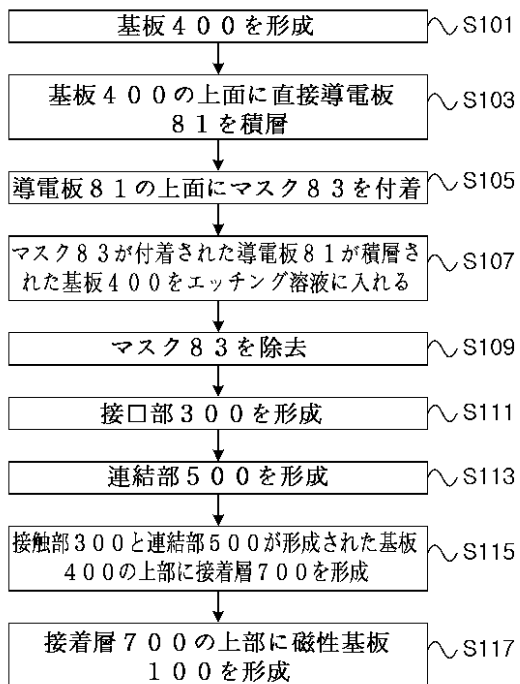 基板４００を形成
S101
基板４００の上面に直接導電板
８１を積層
S103
導電板８１の上面にマスク８３を付着
S105
マスク８３が付着された導電板８１が積層さ
れた基板４００をエッチング溶液に入れる
S107
マスク８３を除去
S109
接口部３００を形成
S111
連結部５００を形成
S113
接触部300と連結部500が形成された基板
400の上部に接着層700を形成
S115
接着層７００の上部に磁性基板
１００を形成
S117